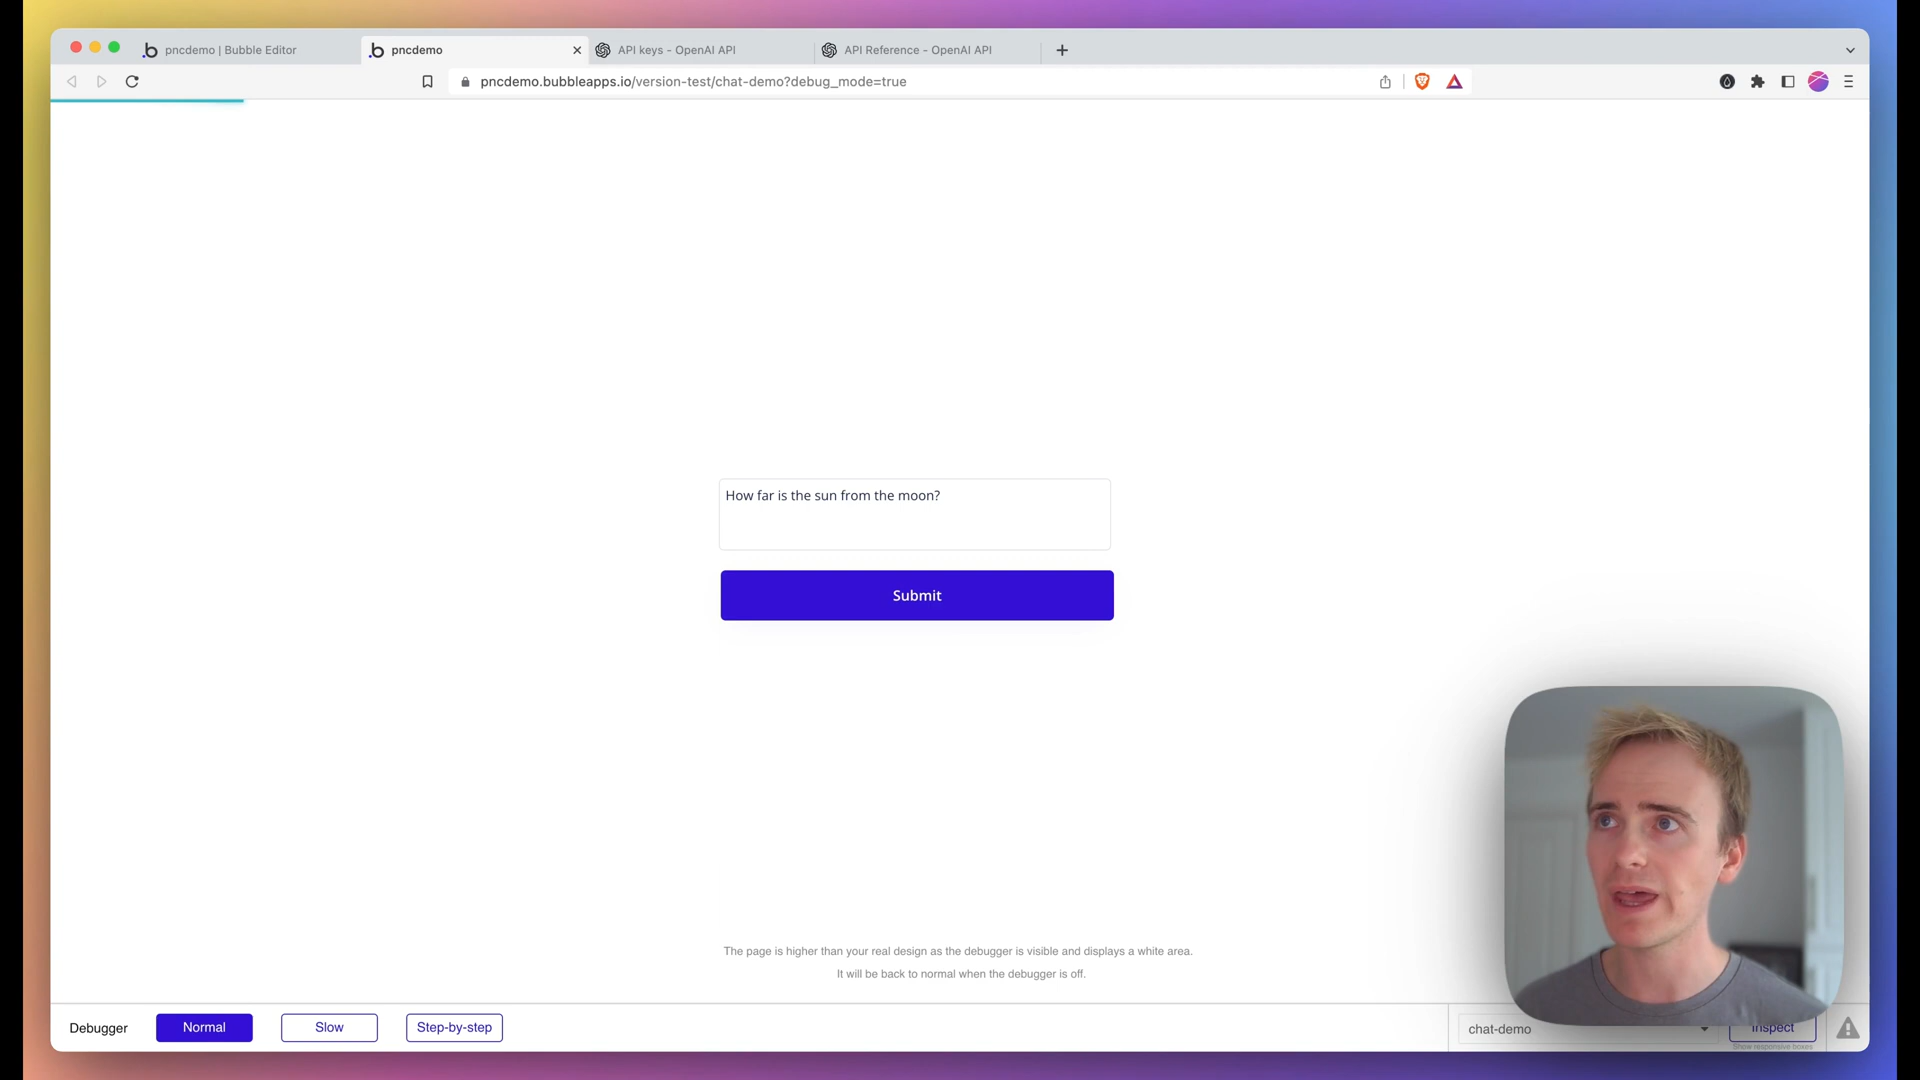 pncdemo | Bubble Editor
pncdemo
API keys - OpenAI API
API Reference - OpenAI API
pncdemo.bubbleapps.io/version-test/chat-demo?debug_mode=true
How far is the sun from the moon?
Submit
The page is higher than your real design as the debugger is visible and displays a white area.
It will be back to normal when the debugger is off.
Debugger
Normal
Slow
Step-by-step
chat-demo
Inspect
Show responsive boxes